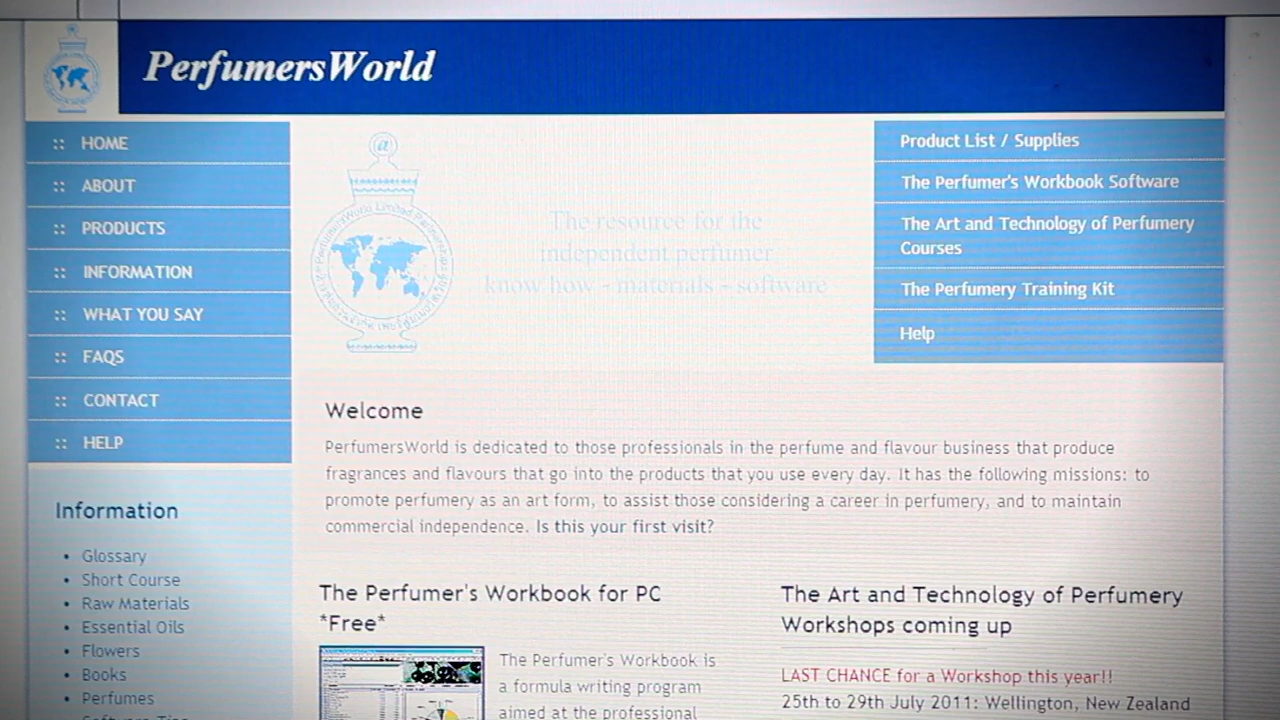 PerfumersWorld
:: HOME
:: ABOUT
:: PRODUCTS
:: INFORMATION
:: WHAT YOU SAY
:: FAQS
:: CONTACT
:: HELP
Information
• Glossary
• Short Course
• Raw Materials
• Essential Oils
• Flowers
• Books
• Perfumes
@
PerfumersWorld Limited Partnership
The resource for the
independent perfumer
know how - materials - software
Product List / Supplies
The Perfumer's Workbook Software
The Art and Technology of Perfumery
Courses
The Perfumery Training Kit
Help
Welcome
PerfumersWorld is dedicated to those professionals in the perfume and flavour business that produce
fragrances and flavours that go into the products that you use every day. It has the following missions: to
promote perfumery as an art form, to assist those considering a career in perfumery, and to maintain
commercial independence. Is this your first visit?
The Perfumer's Workbook for PC
*Free*
The Perfumer's Workbook is
a formula writing program
aimed at the professional
The Art and Technology of Perfumery
Workshops coming up
LAST CHANCE for a Workshop this year!!
25th to 29th July 2011: Wellington, New Zealand